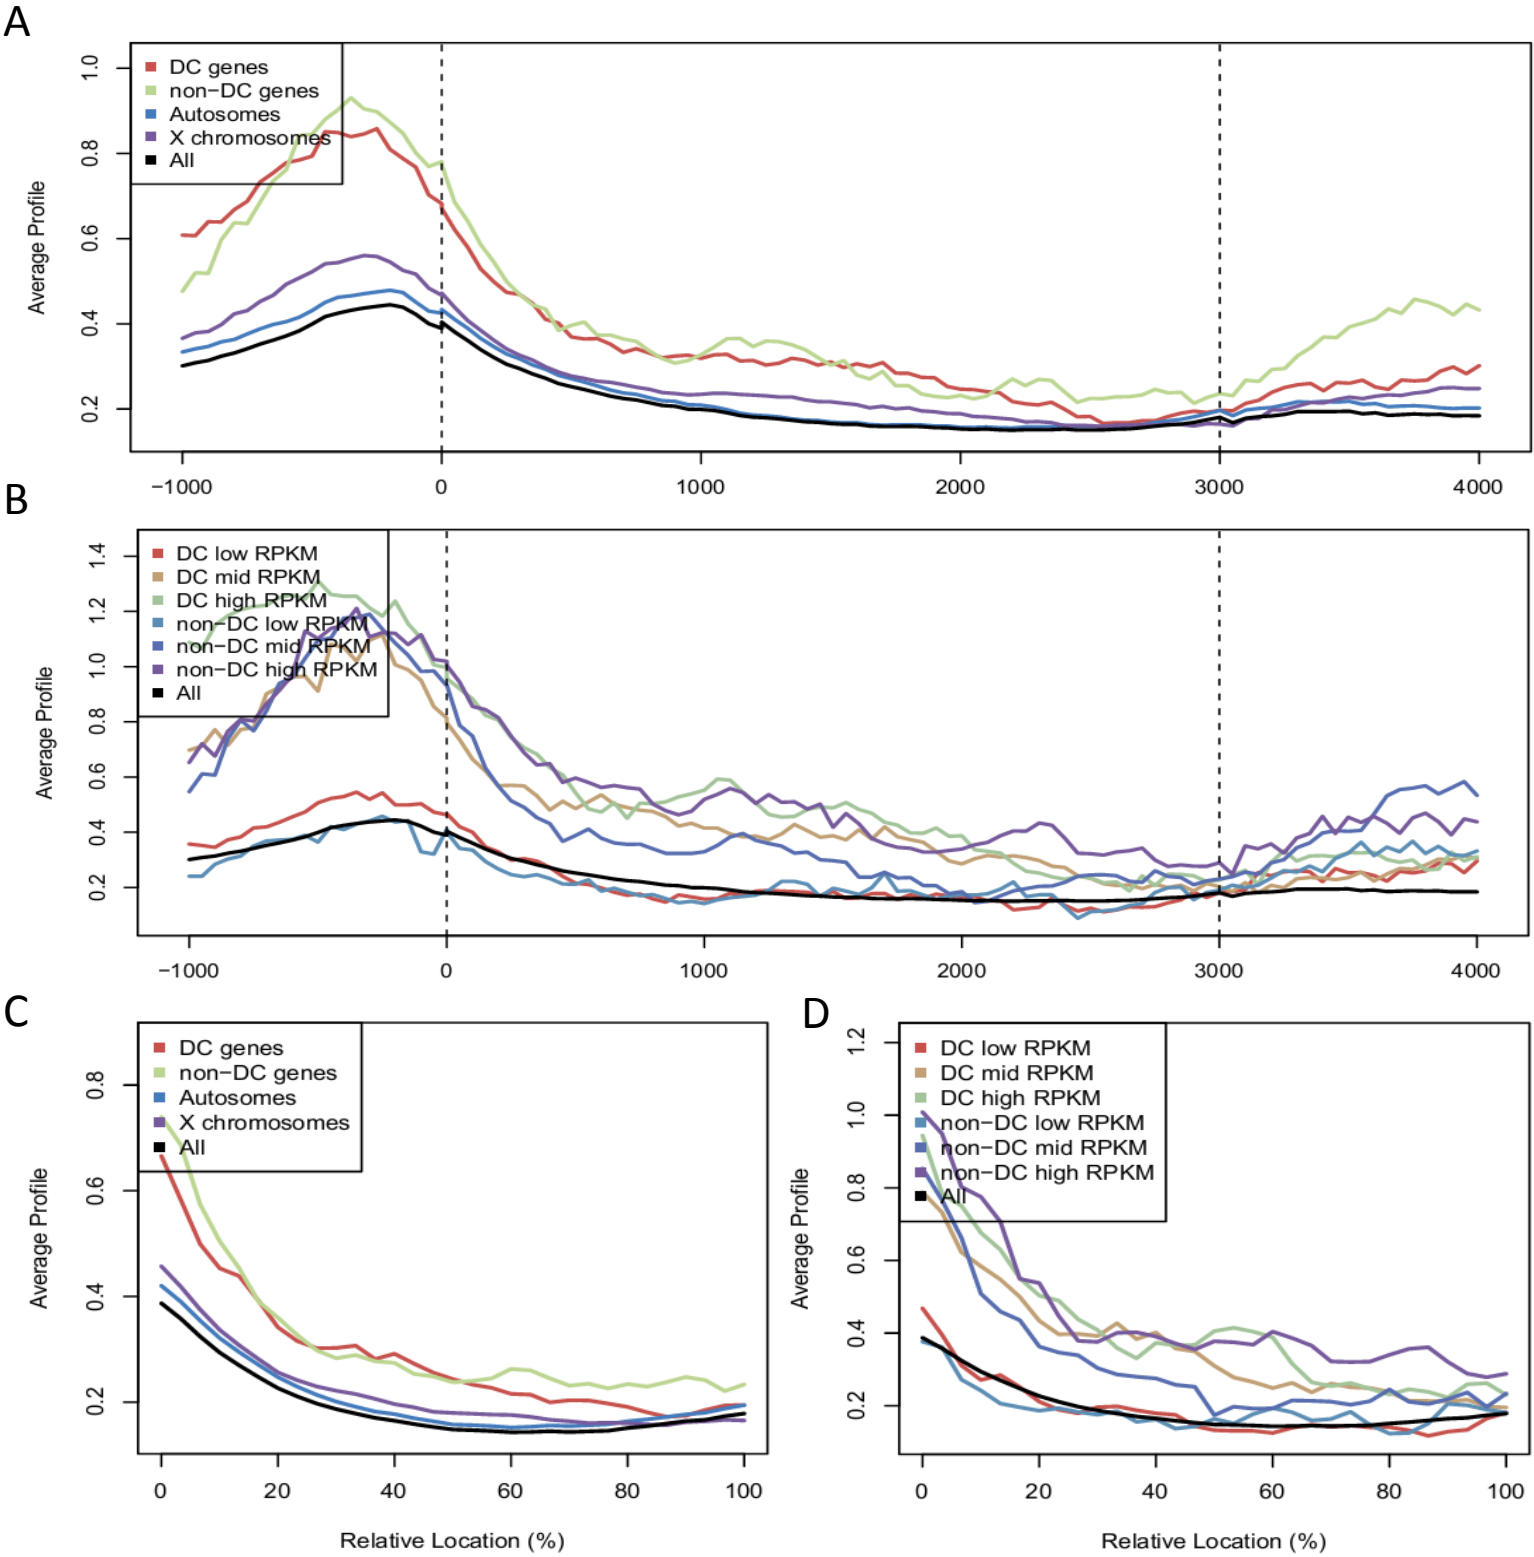 A
1.0
0.8
0.6
0.4
0.2
Average Profile
DC genes
non−DC genes
Autosomes
X chromosomes
All
−1000
0
1000
2000
3000
4000
B
1.4
1.2
1.0
0.8
0.6
0.4
0.2
Average Profile
DC low RPKM
DC mid RPKM
DC high RPKM
non−DC low RPKM
non−DC mid RPKM
non−DC high RPKM
All
−1000
0
1000
2000
3000
4000
C
0.8
0.6
0.4
0.2
Average Profile
DC genes
non−DC genes
Autosomes
X chromosomes
All
0
20
40
60
80
100
Relative Location (%)
D
1.2
1.0
0.8
0.6
0.4
0.2
Average Profile
DC low RPKM
DC mid RPKM
DC high RPKM
non−DC low RPKM
non−DC mid RPKM
non−DC high RPKM
All
0
20
40
60
80
100
Relative Location (%)